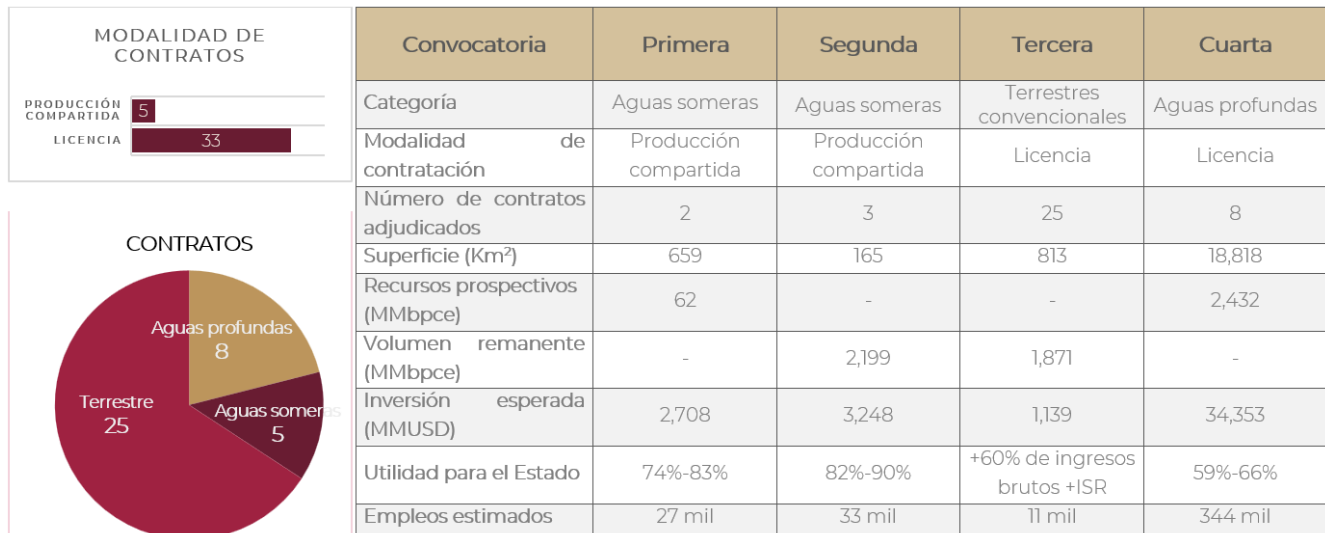 MODALIDAD DE
CONTRATOS
PRODUCCIÓN
COMPARTIDA
5
LICENCIA
33
CONTRATOS
Aguas profundas
8
Terrestre
25
Aguas someras
5
Convocatoria Primera Segunda Tercera Cuarta
Categoría Aguas someras Aguas someras Terrestres convencionales Aguas profundas
Modalidad de contratación Producción compartida Producción compartida Licencia Licencia
Número de contratos adjudicados 2 3 25 8
Superficie (Km²) 659 165 813 18,818
Recursos prospectivos (MMbpce) 62 - - 2,432
Volumen remanente (MMbpce) - 2,199 1,871 -
Inversión esperada (MMUSD) 2,708 3,248 1,139 34,353
Utilidad para el Estado 74%-83% 82%-90% +60% de ingresos brutos +ISR 59%-66%
Empleos estimados 27 mil 33 mil 11 mil 344 mil